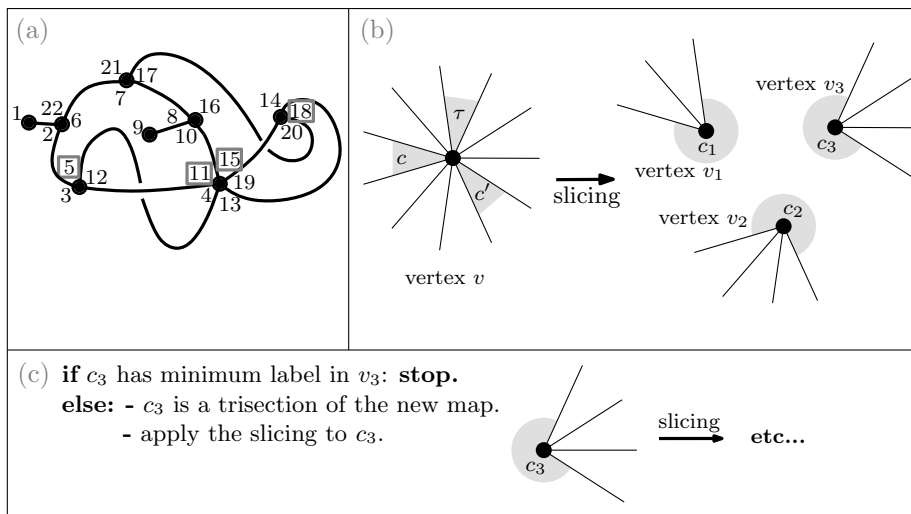 (a)
21 17
7
1
22
2 6
8 16
9 10
14 18
20
5 12
3
15
11
19
4
13
(b)
τ
c
c′
vertex v
slicing
c₁
vertex v₁
vertex v₃
c₃
vertex v₂
c₂
(c) if c₃ has minimum label in v₃: stop.
else: - c₃ is a trisection of the new map.
- apply the slicing to c₃.
c₃
slicing
etc...